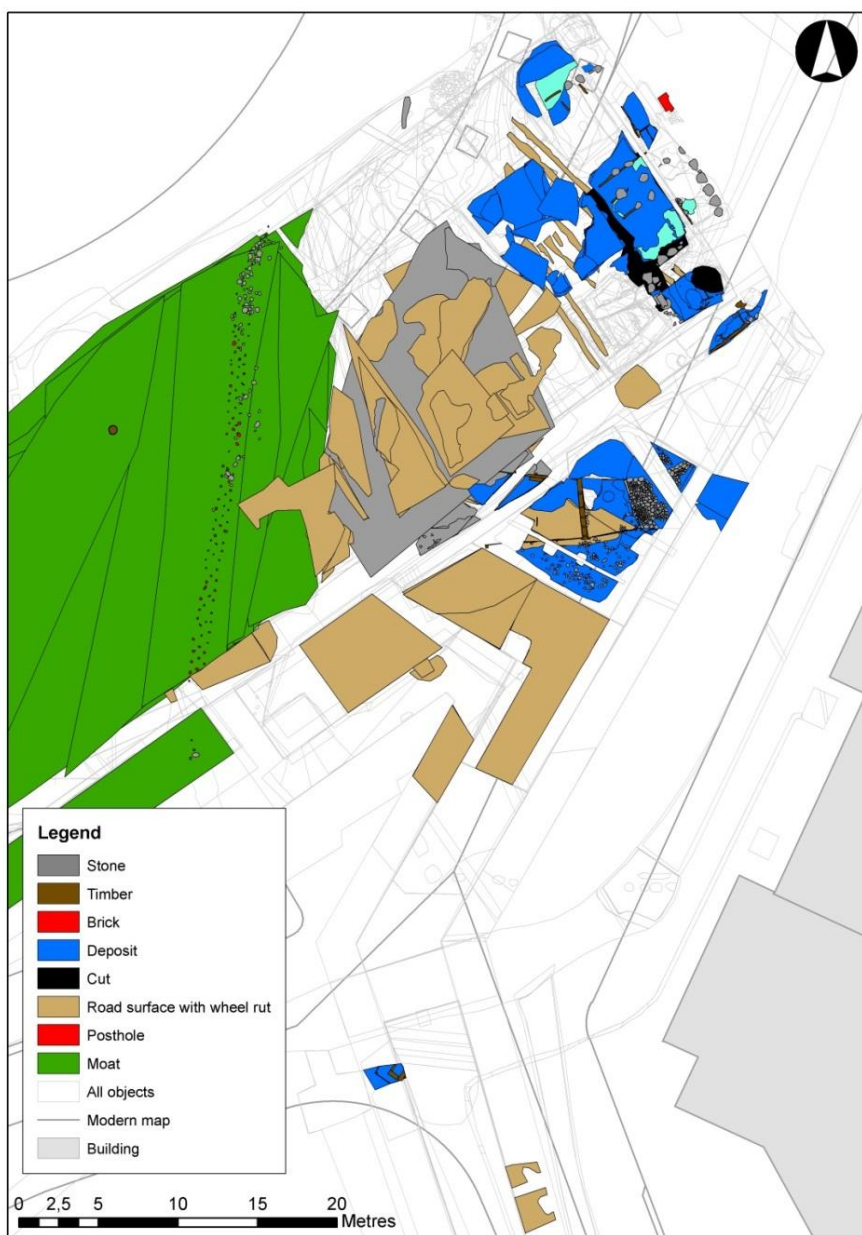 Legend
Stone
Timber
Brick
Deposit
Cut
Road surface with wheel rut
Posthole
Moat
All objects
Modern map
Building
0 2,5 5 10 15 20
Metres